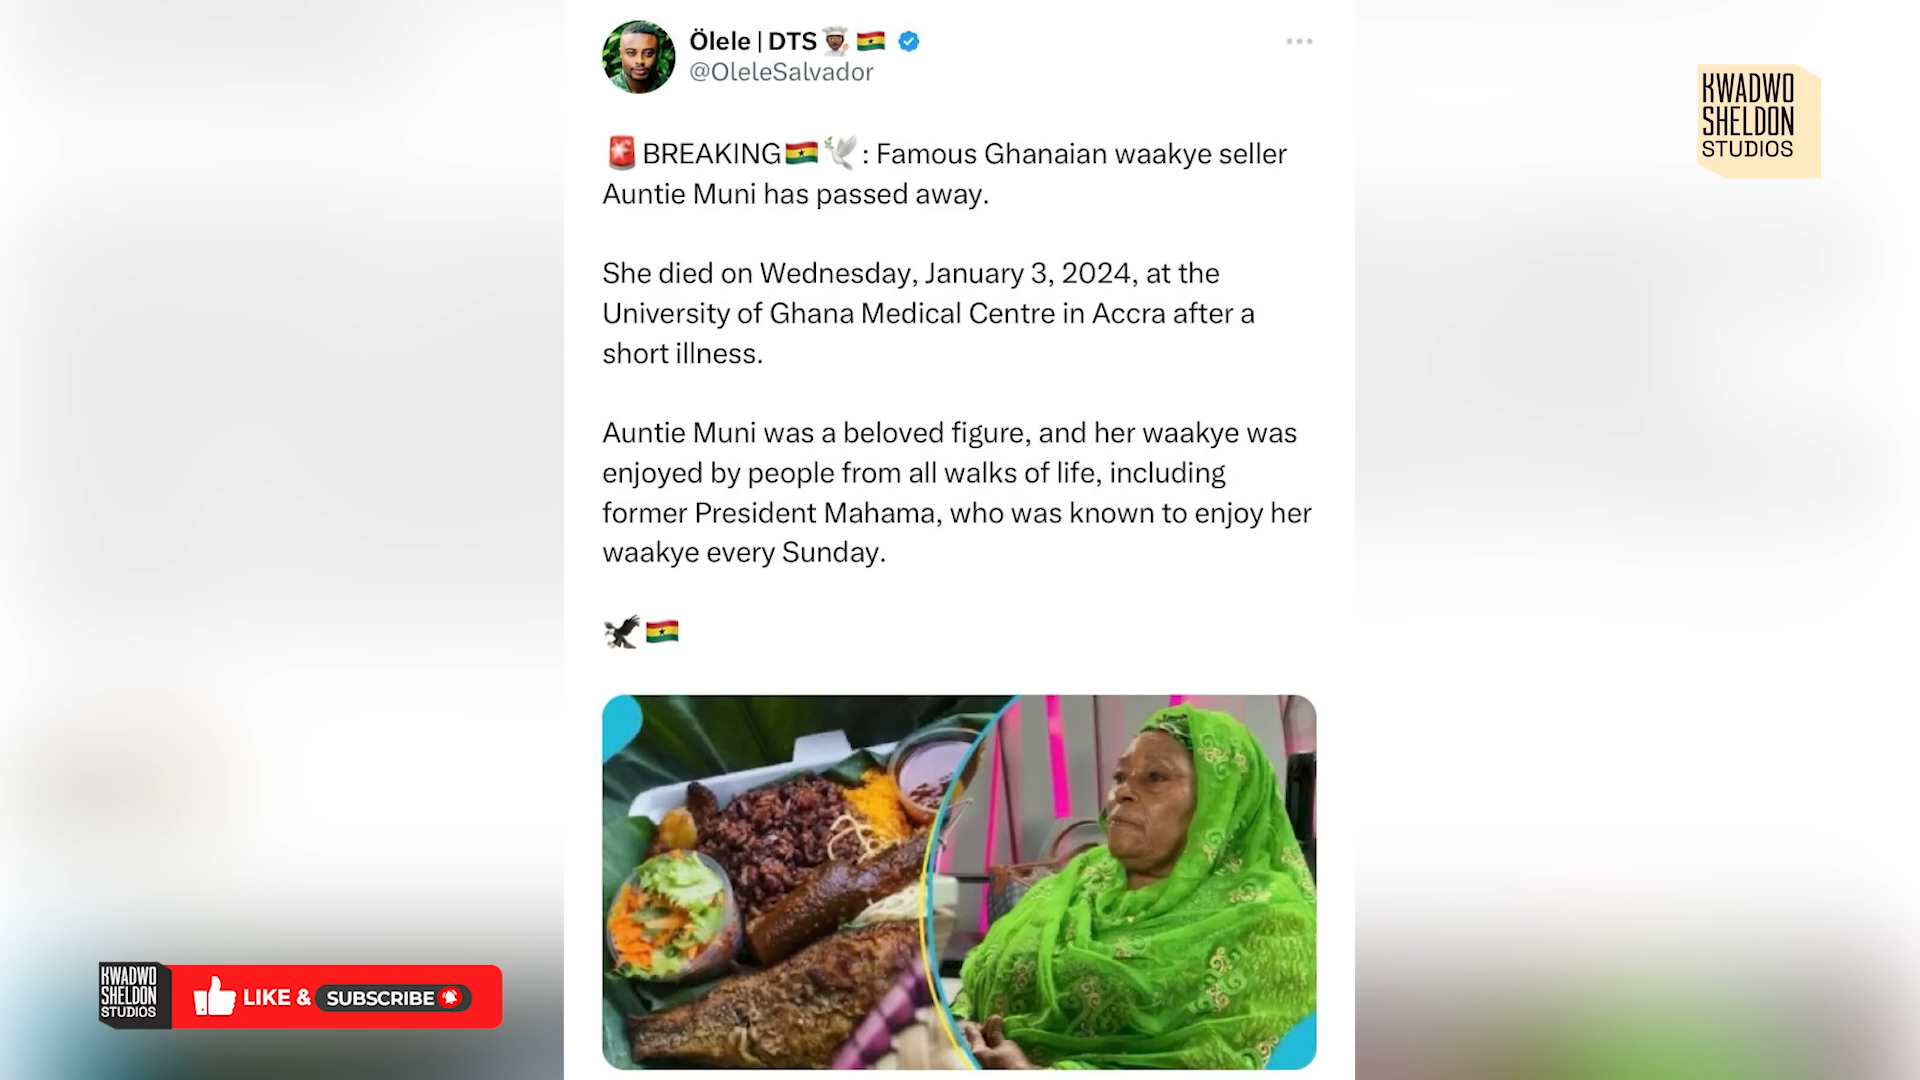 Ölele | DTS
@OleleSalvador
KWADWO
SHELDON
STUDIOS
BREAKING : Famous Ghanaian waakye seller
Auntie Muni has passed away.
She died on Wednesday, January 3, 2024, at the
University of Ghana Medical Centre in Accra after a
short illness.
Auntie Muni was a beloved figure, and her waakye was
enjoyed by people from all walks of life, including
former President Mahama, who was known to enjoy her
waakye every Sunday.
KWADWO
SHELDON
STUDIOS
LIKE & SUBSCRIBE